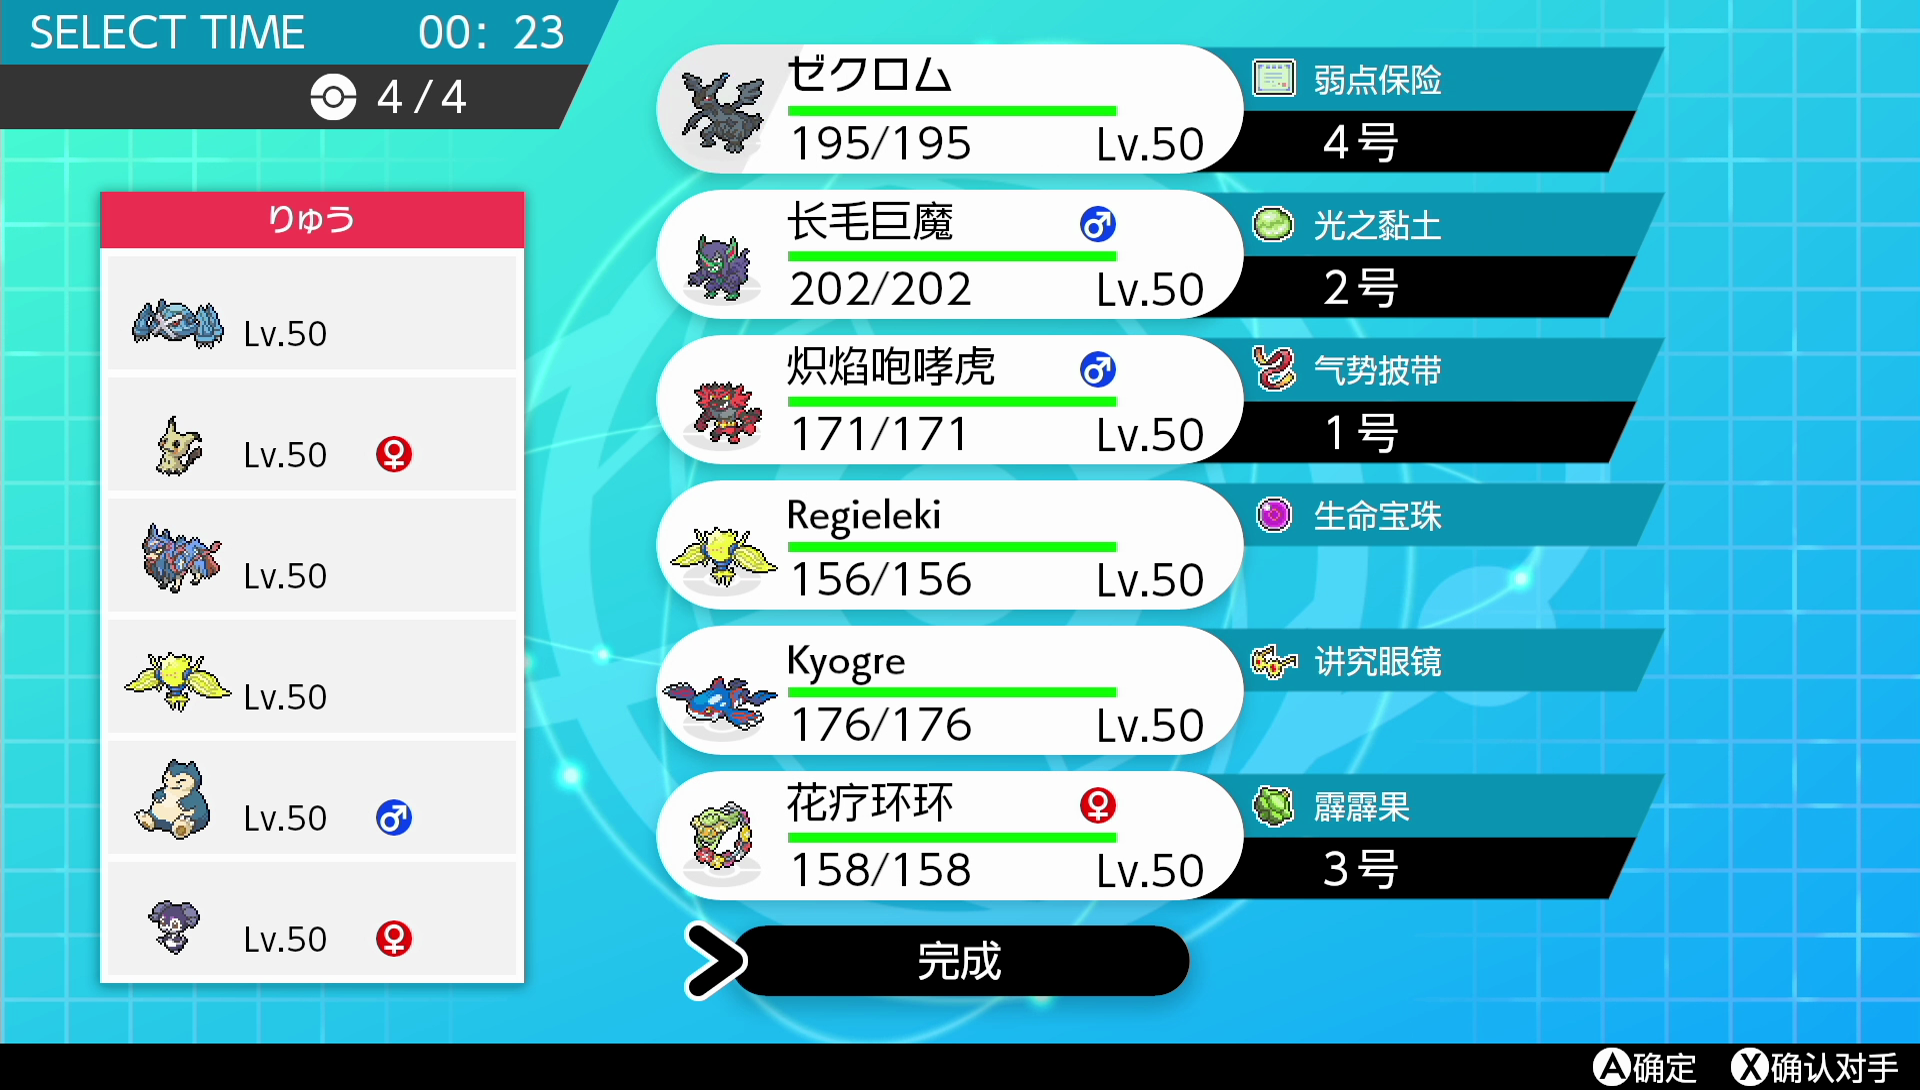 SELECT TIME 00: 23
4/4
りゅう
Lv.50
Lv.50
Lv.50
Lv.50
Lv.50
Lv.50
ゼクロム
195/195 Lv.50
弱点保险
4号
长毛巨魔
202/202 Lv.50
光之黏土
2号
炽焰咆哮虎
171/171 Lv.50
气势披带
1号
Regieleki
156/156 Lv.50
生命宝珠
Kyogre
176/176 Lv.50
讲究眼镜
花疗环环
158/158 Lv.50
霹霹果
3号
完成
A确定 X确认对手